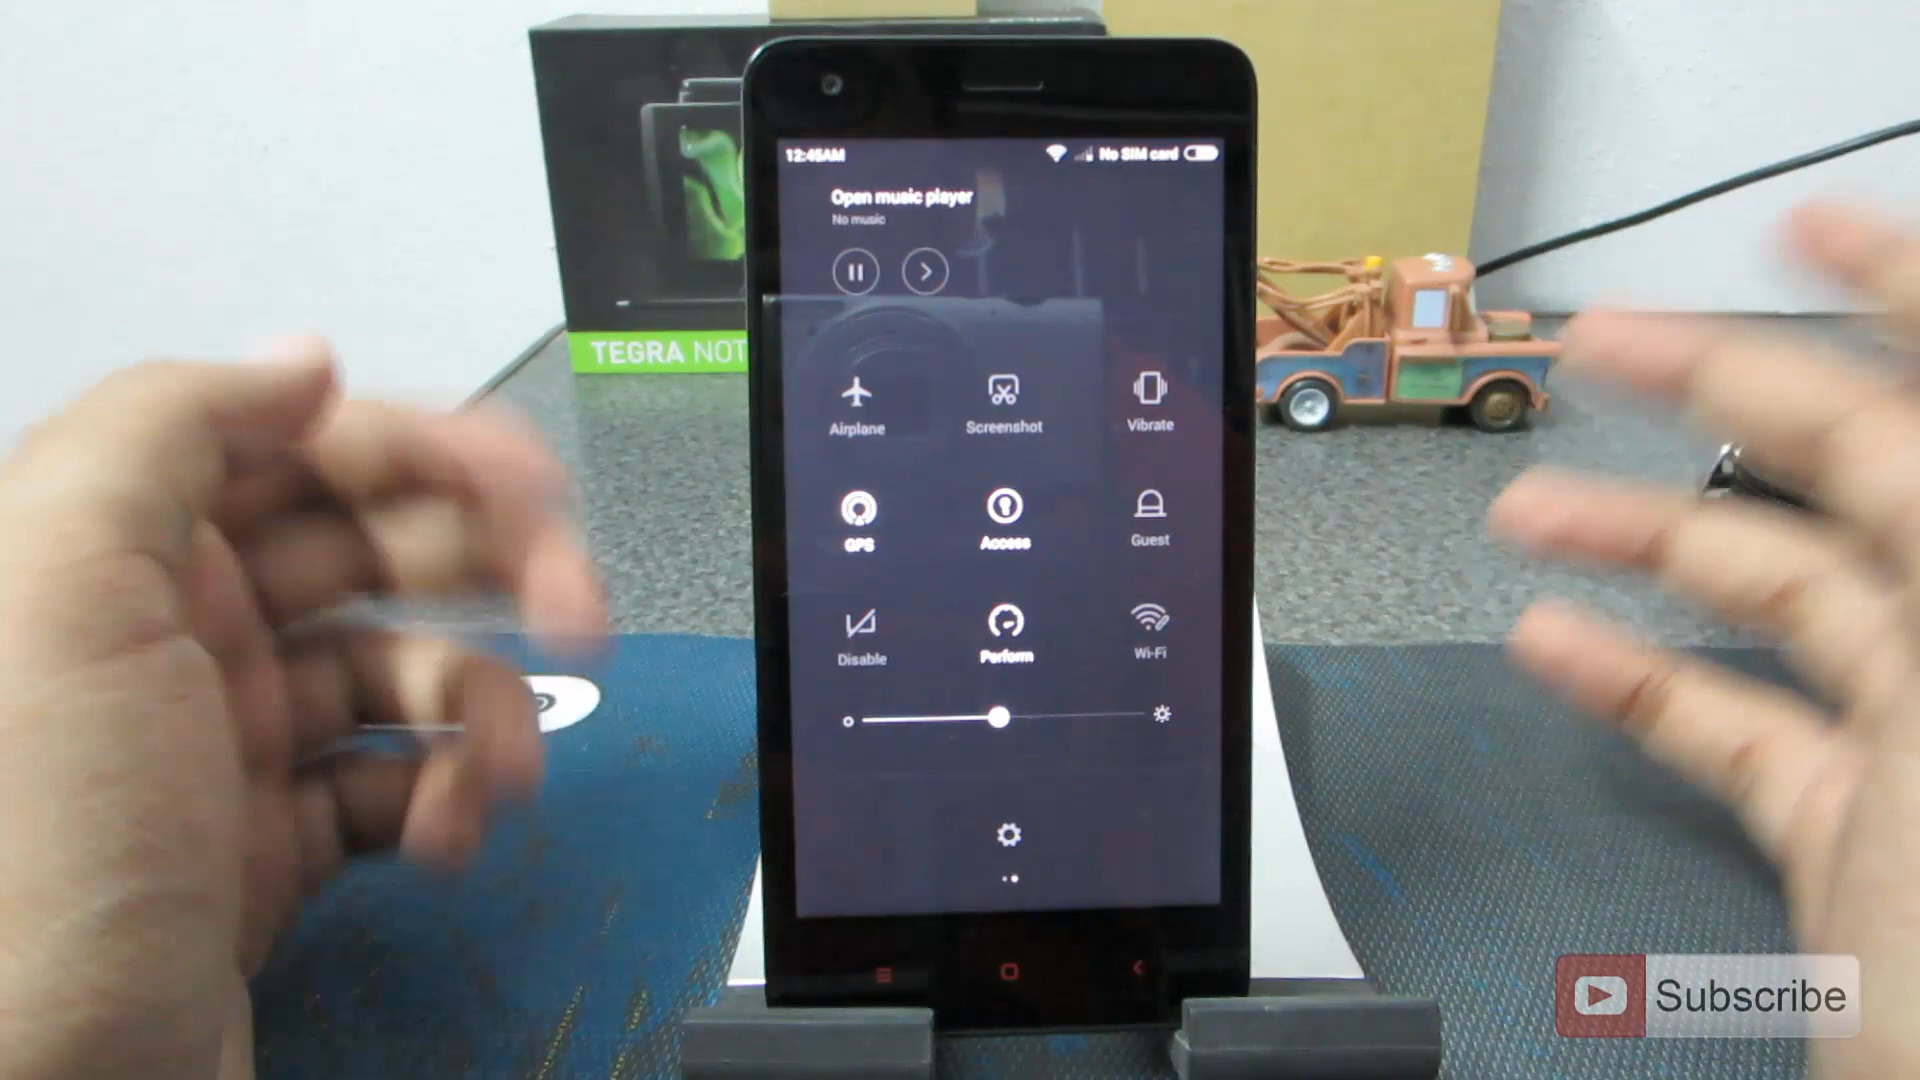 12:45AM
No SIM card
Open music player
No music
TEGRA NOT
Airplane
Screenshot
Vibrate
GPS
Access
Guest
Disable
Perform
Wi-Fi
Subscribe